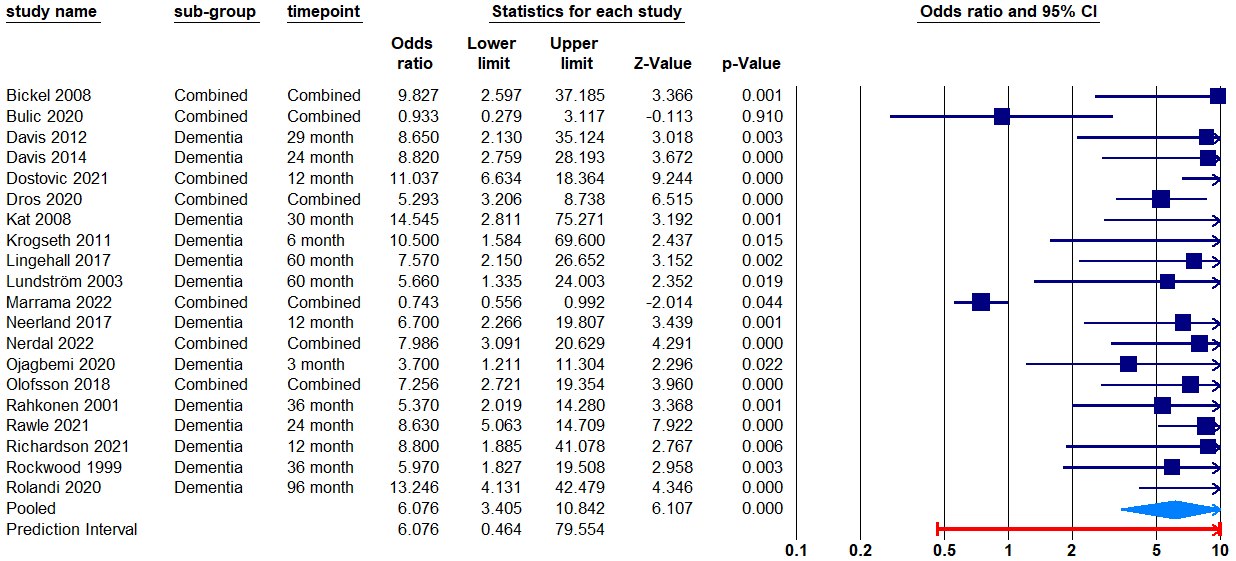 study name sub-group timepoint Statistics for each study Odds ratio and 95% CI
Odds Lower Upper
ratio limit limit Z-Value p-Value
Bickel 2008 Combined Combined 9.827 2.597 37.185 3.366 0.001
Bulic 2020 Combined Combined 0.933 0.279 3.117 -0.113 0.910
Davis 2012 Dementia 29 month 8.650 2.130 35.124 3.018 0.003
Davis 2014 Dementia 24 month 8.820 2.759 28.193 3.672 0.000
Dostovic 2021 Combined 12 month 11.037 6.634 18.364 9.244 0.000
Dros 2020 Combined Combined 5.293 3.206 8.738 6.515 0.000
Kat 2008 Dementia 30 month 14.545 2.811 75.271 3.192 0.001
Krogseth 2011 Dementia 6 month 10.500 1.584 69.600 2.437 0.015
Lingehall 2017 Dementia 60 month 7.570 2.150 26.652 3.152 0.002
Lundström 2003 Dementia 60 month 5.660 1.335 24.003 2.352 0.019
Marrama 2022 Combined Combined 0.743 0.556 0.992 -2.014 0.044
Neerland 2017 Dementia 12 month 6.700 2.266 19.807 3.439 0.001
Nerdal 2022 Combined Combined 7.986 3.091 20.629 4.291 0.000
Ojagbemi 2020 Dementia 3 month 3.700 1.211 11.304 2.296 0.022
Olofsson 2018 Combined Combined 7.256 2.721 19.354 3.960 0.000
Rahkonen 2001 Dementia 36 month 5.370 2.019 14.280 3.368 0.001
Rawle 2021 Dementia 24 month 8.630 5.063 14.709 7.922 0.000
Richardson 2021 Dementia 12 month 8.800 1.885 41.078 2.767 0.006
Rockwood 1999 Dementia 36 month 5.970 1.827 19.508 2.958 0.003
Rolandi 2020 Dementia 96 month 13.246 4.131 42.479 4.346 0.000
Pooled 6.076 3.405 10.842 6.107 0.000
Prediction Interval 6.076 0.464 79.554
0.1 0.2 0.5 1 2 5 10